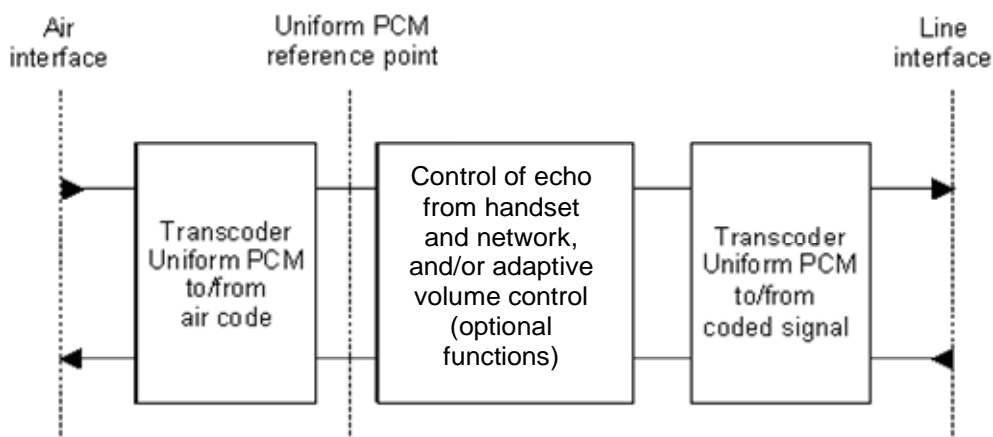 Air
interface
Uniform PCM
reference point
Line
interface
Transcoder
Uniform PCM
to/from
air code
Control of echo
from handset
and network,
and/or adaptive
volume control
(optional
functions)
Transcoder
Uniform PCM
to/from
coded signal